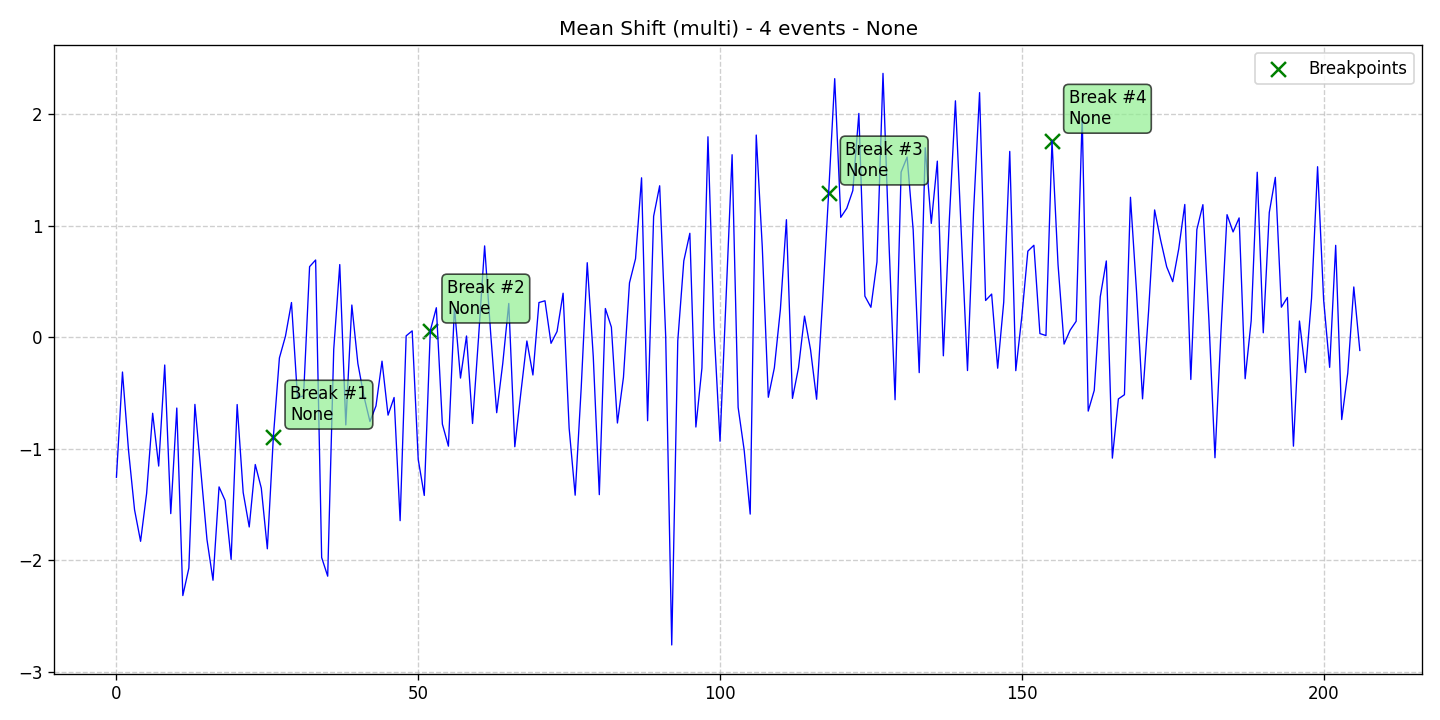 Mean Shift (multi) - 4 events - None
Breakpoints
Break #4
None
Break #3
None
Break #2
None
Break #1
None
2
1
0
−1
−2
−3
0
50
100
150
200